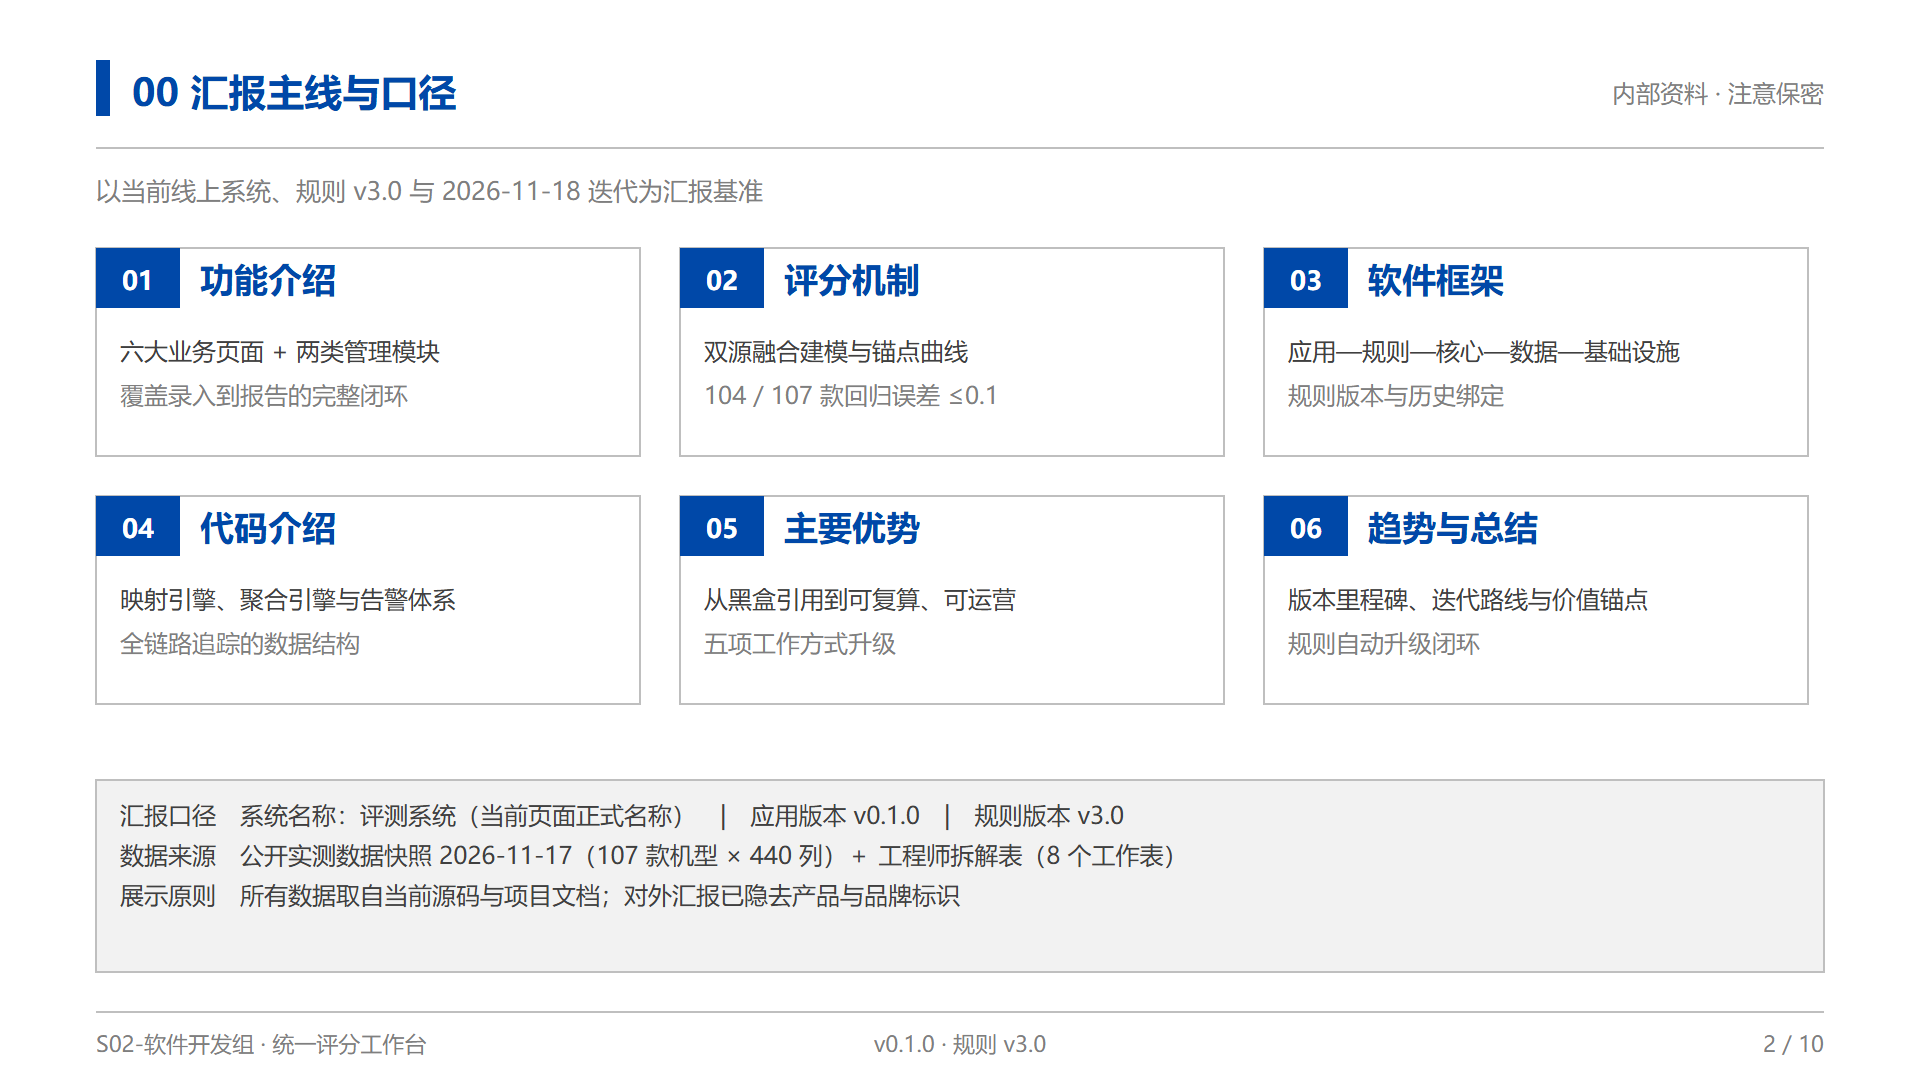 00 汇报主线与口径
内部资料 · 注意保密
以当前线上系统、规则 v3.0 与 2026-11-18 迭代为汇报基准
01 功能介绍
六大业务页面 + 两类管理模块
覆盖录入到报告的完整闭环
02 评分机制
双源融合建模与锚点曲线
104 / 107 款回归误差 ≤0.1
03 软件框架
应用—规则—核心—数据—基础设施
规则版本与历史绑定
04 代码介绍
映射引擎、聚合引擎与告警体系
全链路追踪的数据结构
05 主要优势
从黑盒引用到可复算、可运营
五项工作方式升级
06 趋势与总结
版本里程碑、迭代路线与价值锚点
规则自动升级闭环
汇报口径 系统名称：评测系统（当前页面正式名称） | 应用版本 v0.1.0 | 规则版本 v3.0
数据来源 公开实测数据快照 2026-11-17（107 款机型 × 440 列） + 工程师拆解表（8 个工作表）
展示原则 所有数据取自当前源码与项目文档；对外汇报已隐去产品与品牌标识
S02-软件开发组 · 统一评分工作台
v0.1.0 · 规则 v3.0
2 / 10